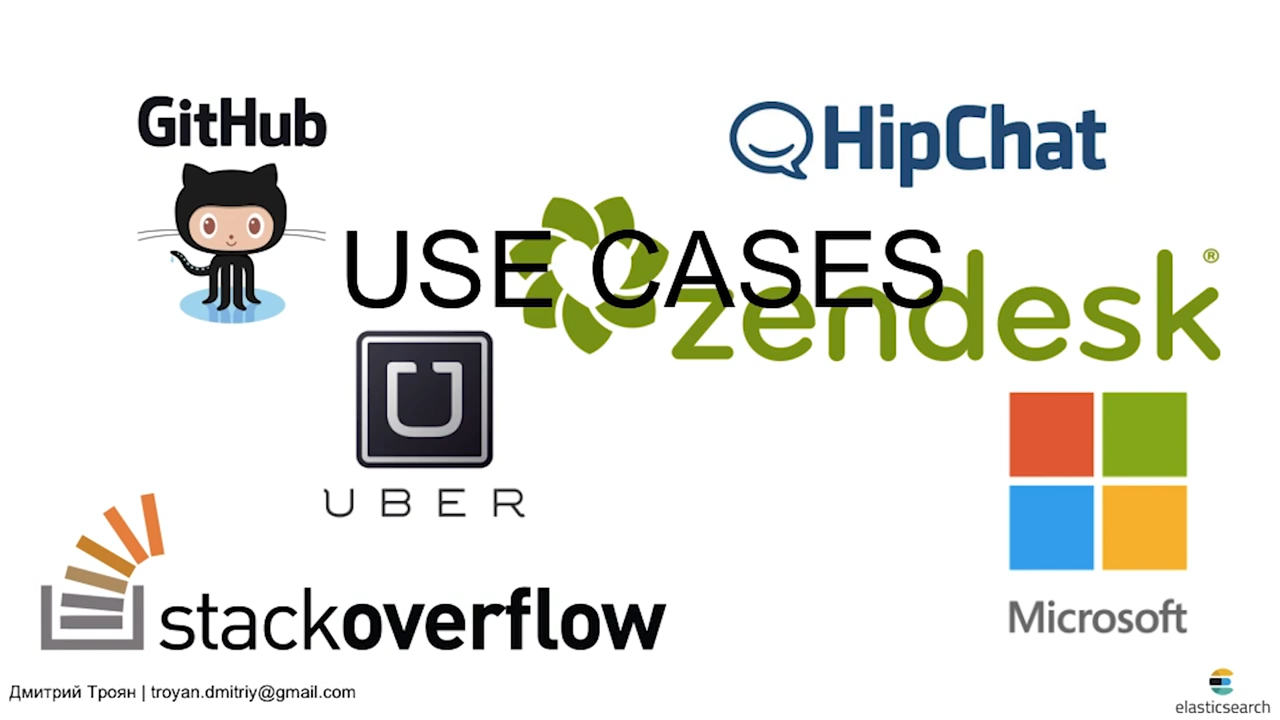 GitHub
HipChat
USE CASES
zendesk®
UBER
stackoverflow
Microsoft
Дмитрий Троян | troyan.dmitriy@gmail.com
elasticsearch